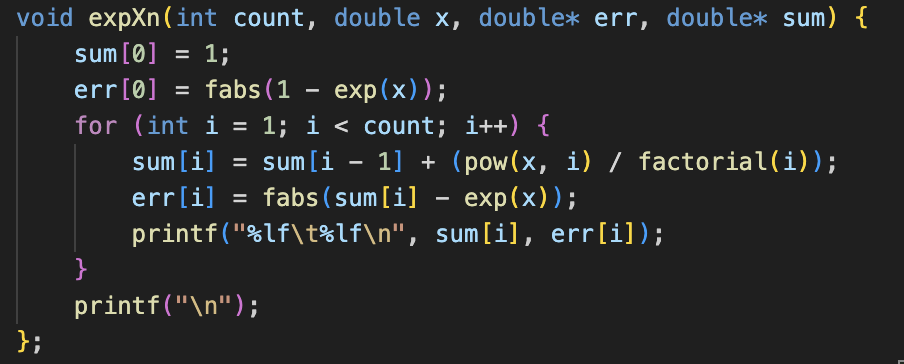 void expXn(int count, double x, double* err, double* sum) {
    sum[0] = 1;
    err[0] = fabs(1 - exp(x));
    for (int i = 1; i < count; i++) {
        sum[i] = sum[i - 1] + (pow(x, i) / factorial(i));
        err[i] = fabs(sum[i] - exp(x));
        printf("%lf\t%lf\n", sum[i], err[i]);
    }
    printf("\n");
};